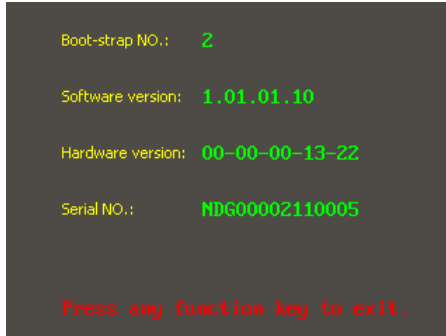 Boot-strap NO.: 2
Software version: 1.01.01.10
Hardware version: 00-00-00-13-22
Serial NO.: NDG00002110005
Press any function key to exit.